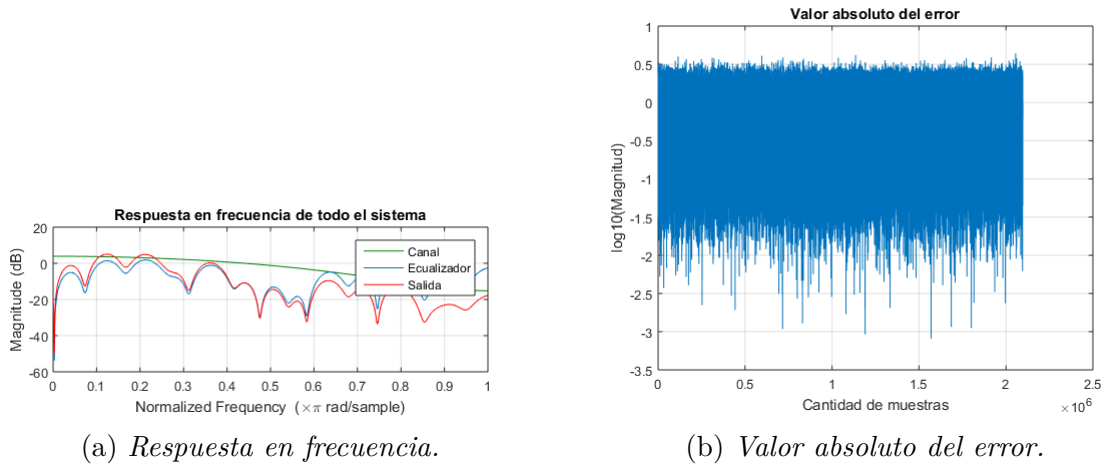 Respuesta en frecuencia de todo el sistema
Magnitude (dB)
20
0
-20
-40
-60
Canal
Ecualizador
Salida
0 0.1 0.2 0.3 0.4 0.5 0.6 0.7 0.8 0.9 1
Normalized Frequency (×π rad/sample)
(a) Respuesta en frecuencia.
Valor absoluto del error
log10(Magnitud)
1
0.5
0
-0.5
-1
-1.5
-2
-2.5
-3
-3.5
0 0.5 1 1.5 2 2.5
Cantidad de muestras
×10⁶
(b) Valor absoluto del error.